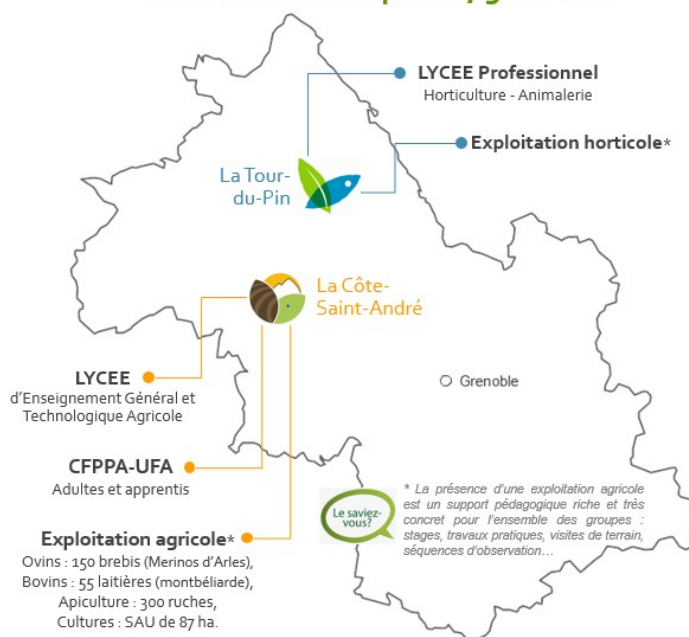 LYCEE Professionnel
Horticulture - Animalerie
Exploitation horticole*
La Tour-
du-Pin
La Côte-
Saint-André
LYCEE
d'Enseignement Général et
Technologique Agricole
Grenoble
CFPPA-UFA
Adultes et apprentis
Le saviez-
vous?
* La présence d'une exploitation agricole
est un support pédagogique riche et très
concret pour l'ensemble des groupes :
stages, travaux pratiques, visites de terrain,
séquences d'observation...
Exploitation agricole*
Ovins : 150 brebis (Merinos d'Arles),
Bovins : 55 laitières (montbéliarde),
Apiculture : 300 ruches,
Cultures : SAU de 87 ha.